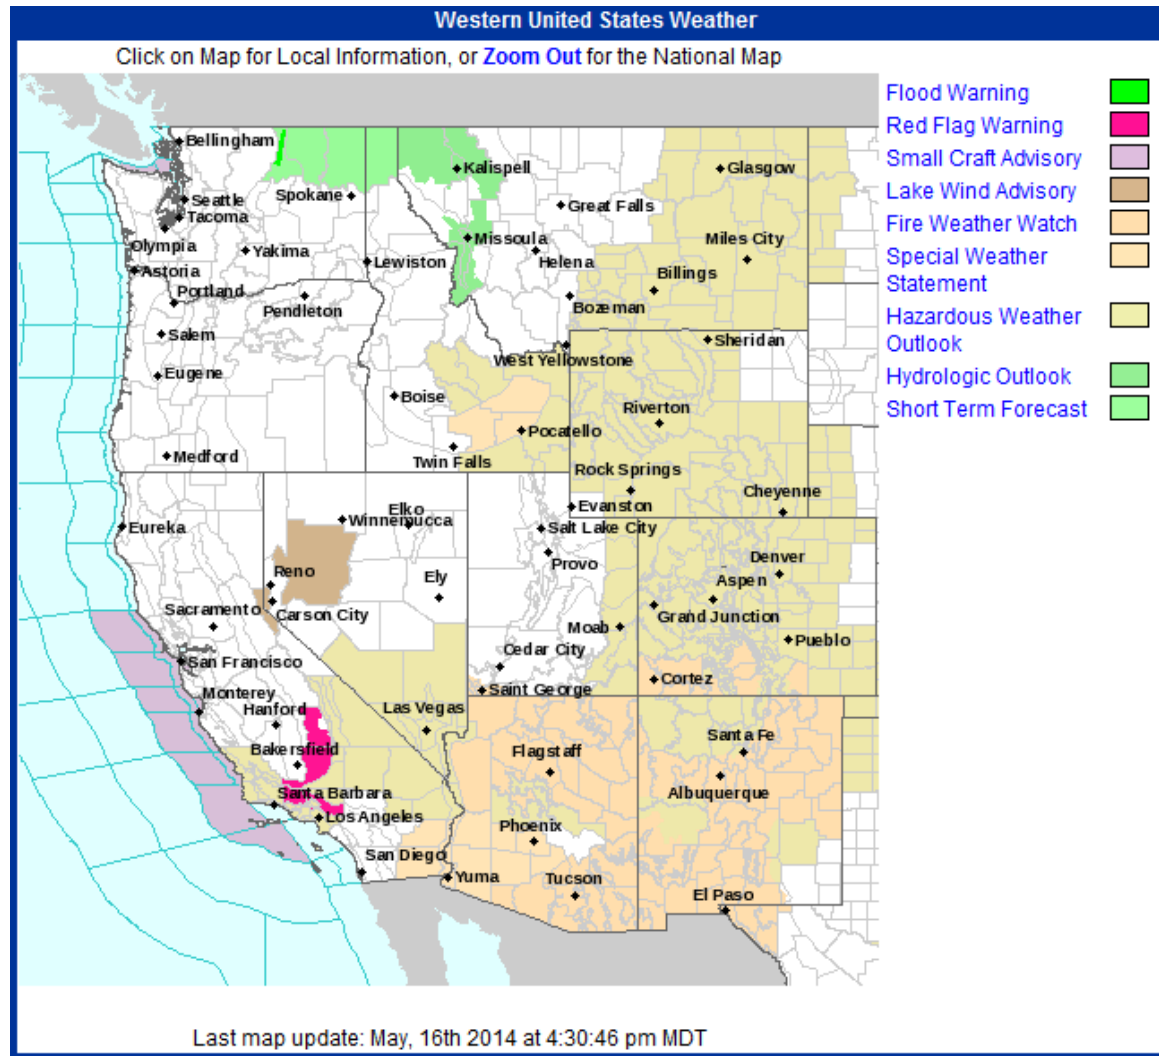 Western United States Weather
Click on Map for Local Information, or Zoom Out for the National Map
Flood Warning
Red Flag Warning
Small Craft Advisory
Lake Wind Advisory
Fire Weather Watch
Special Weather
Statement
Hazardous Weather
Outlook
Hydrologic Outlook
Short Term Forecast
Bellingham
Kalispell
Glasgow
Spokane
Seattle
Great Falls
Tacoma
Olympia
Missoula
Miles City
Yakima
Lewiston
Helena
Astoria
Billings
Portland
Pendleton
Bozeman
Salem
Sheridan
West Yellowstone
Eugene
Boise
Riverton
Pocatello
Medford
Twin Falls
Rock Springs
Cheyenne
Evanston
Elko
Winnemucca
Eureka
Salt Lake City
Denver
Provo
Reno
Ely
Aspen
Sacramento
Carson City
Grand Junction
Moab
Pueblo
Cedar City
San Francisco
Cortez
Saint George
Monterey
Hanford
Las Vegas
Santa Fe
Bakersfield
Flagstaff
Albuquerque
Santa Barbara
Los Angeles
Phoenix
San Diego
Yuma
Tucson
El Paso
Last map update: May, 16th 2014 at 4:30:46 pm MDT